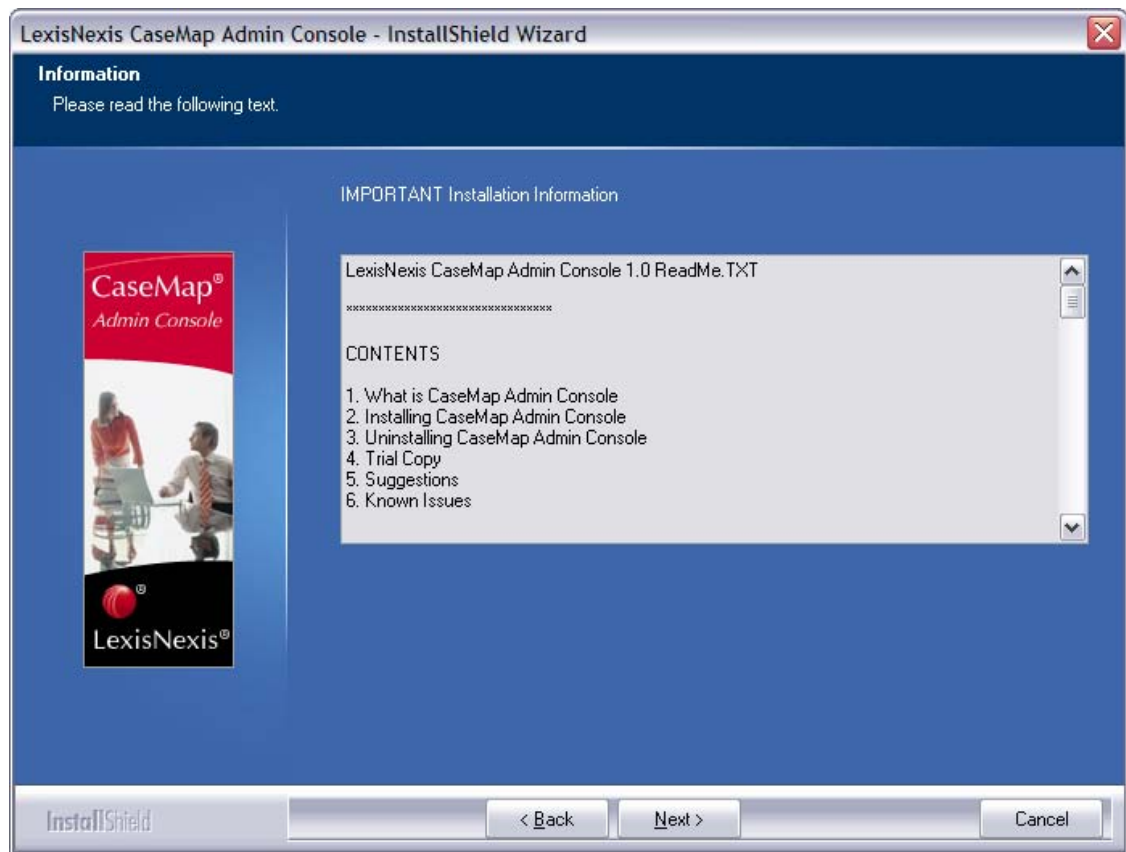 LexisNexis CaseMap Admin Console - InstallShield Wizard
Information
Please read the following text.
IMPORTANT Installation Information
LexisNexis CaseMap Admin Console 1.0 ReadMe.TXT
********************************
CONTENTS
1. What is CaseMap Admin Console
2. Installing CaseMap Admin Console
3. Uninstalling CaseMap Admin Console
4. Trial Copy
5. Suggestions
6. Known Issues
CaseMap®
Admin Console
®
LexisNexis®
InstallShield
< Back
Next >
Cancel